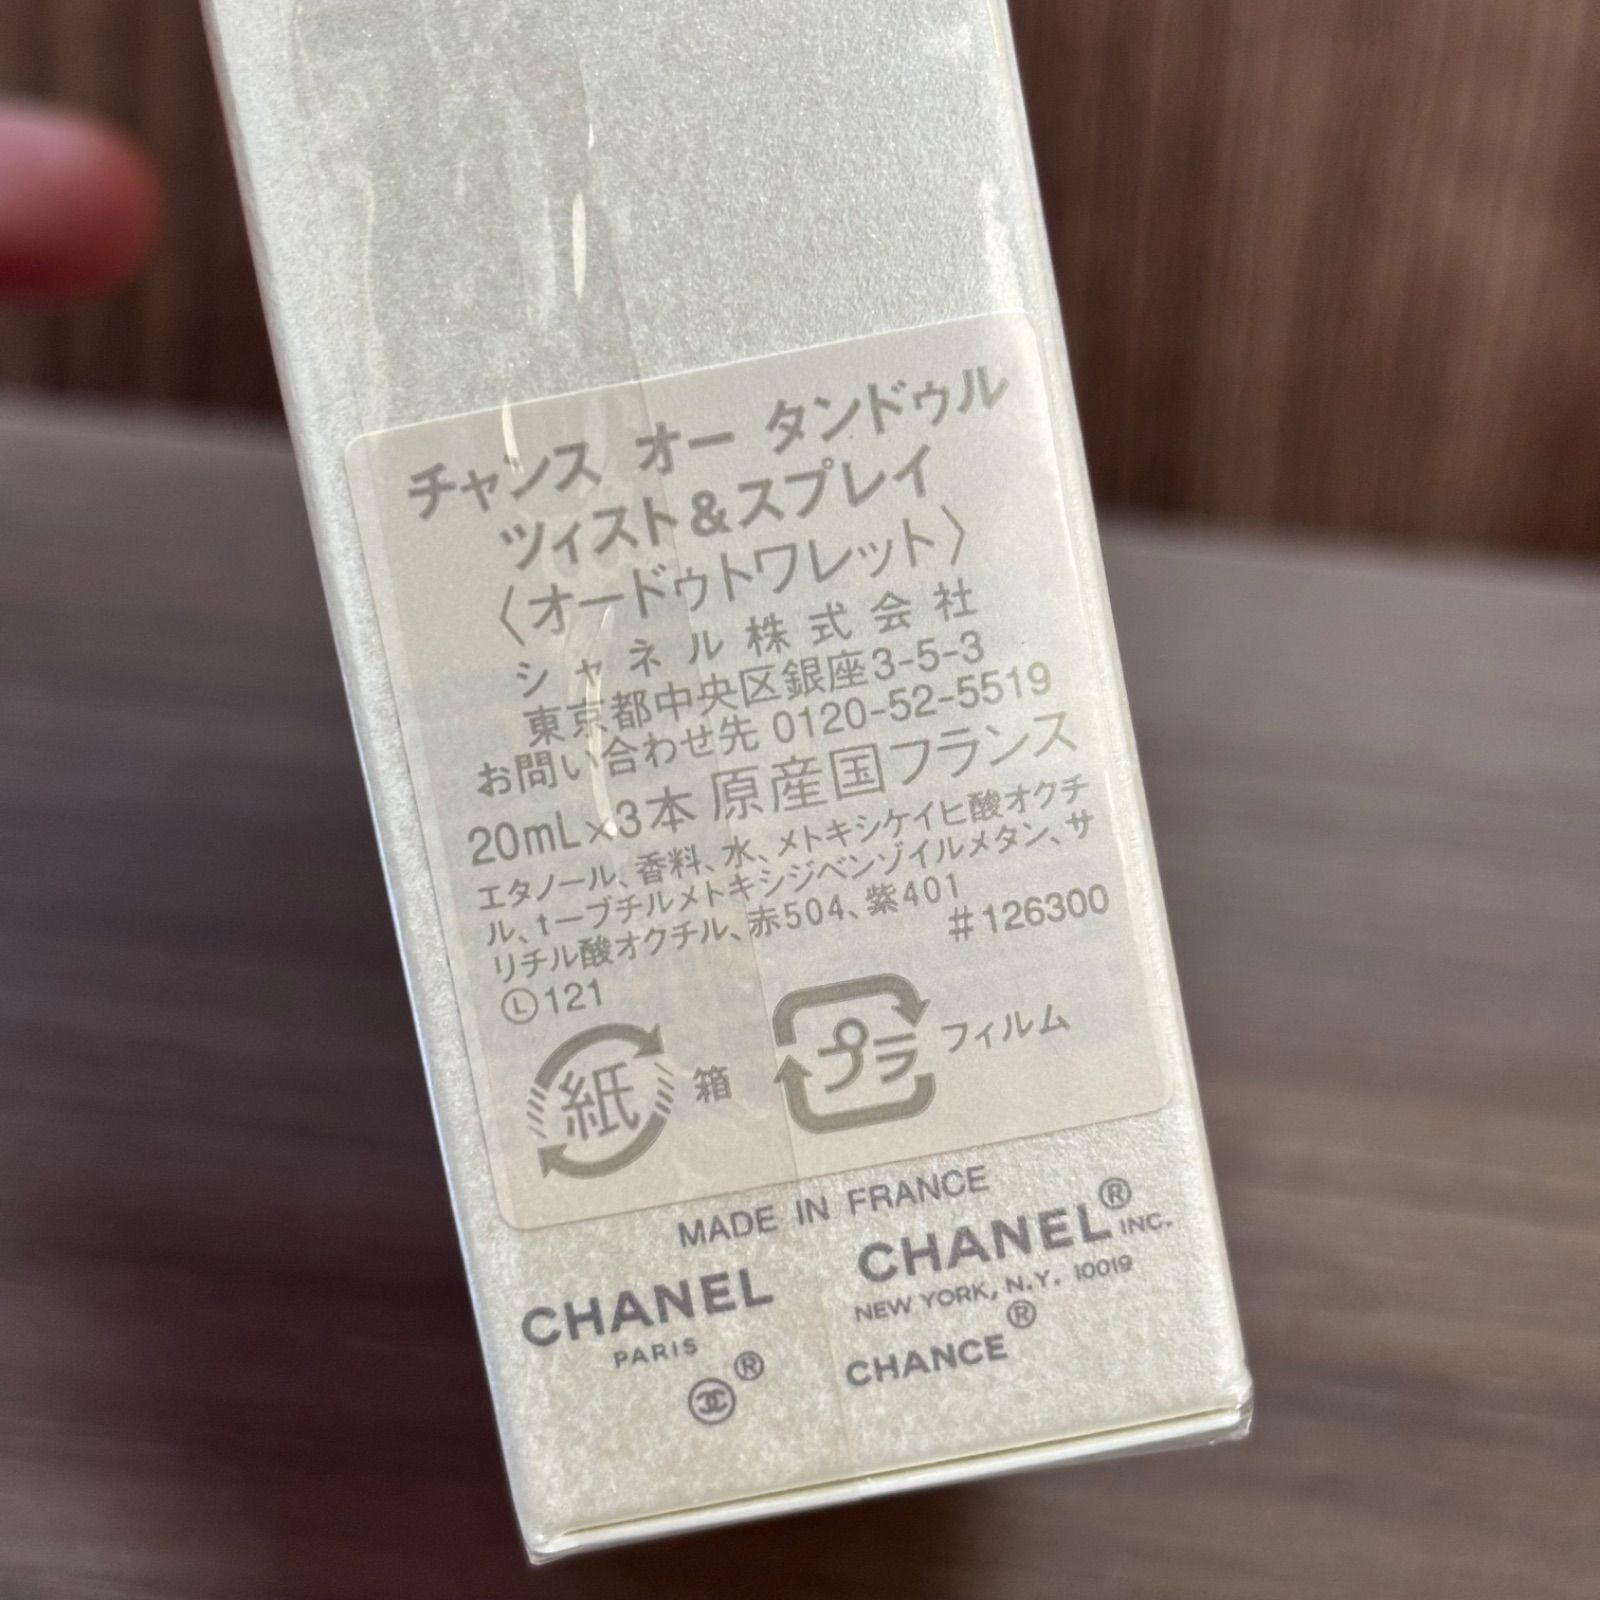 チャンス オー タンドゥル
ツィスト&スプレイ
〈オードゥトワレット〉
シャネル株式会社
東京都中央区銀座3-5-3
お問い合わせ先 0120-52-5519
20mL×3本 原産国フランス
エタノール、香料、水、メトキシケイヒ酸オクチ
ル、t-ブチルメトキシジベンゾイルメタン、サ
リチル酸オクチル、赤504、紫401
#126300
Ⓛ121
紙 箱 プラ フィルム
MADE IN FRANCE
CHANEL
PARIS
®
CHANEL® INC.
NEW YORK, N.Y. 10019
CHANCE®